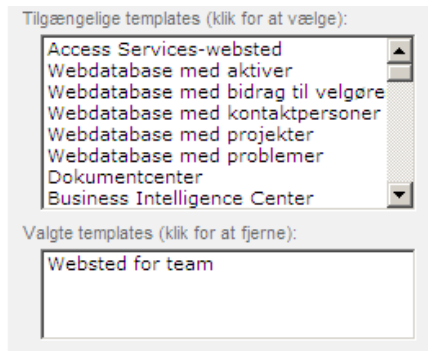 Tilgængelige templates (klik for at vælge):
Access Services-websted
Webdatabase med aktiver
Webdatabase med bidrag til velgøre
Webdatabase med kontaktpersoner
Webdatabase med projekter
Webdatabase med problemer
Dokumentcenter
Business Intelligence Center
Valgte templates (klik for at fjerne):
Websted for team